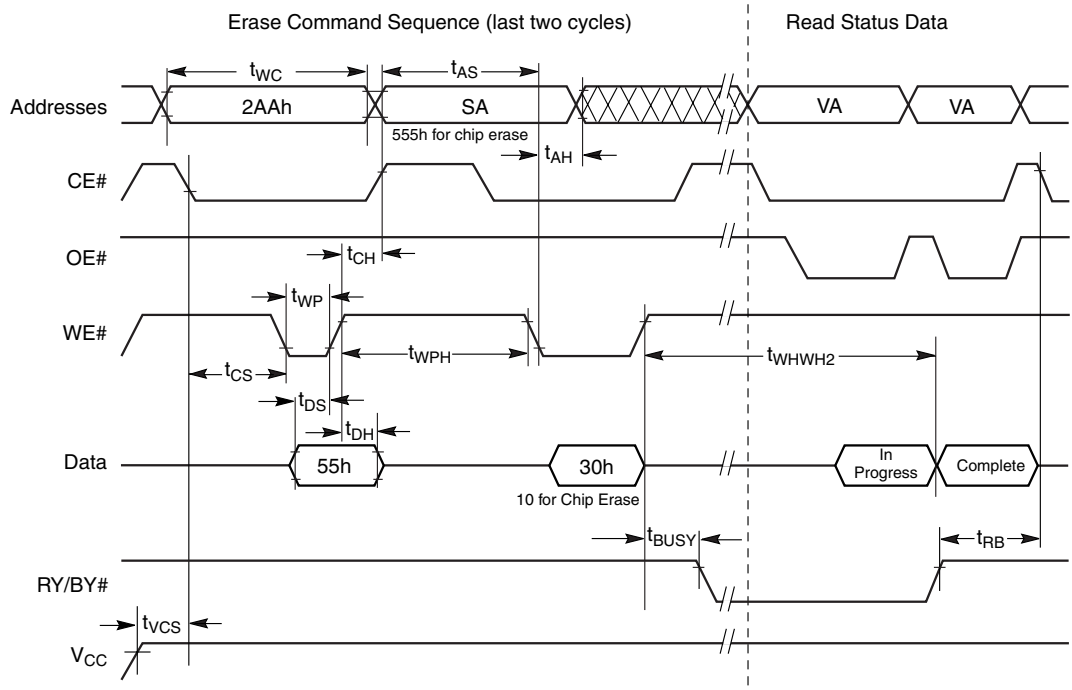 Erase Command Sequence (last two cycles)
Read Status Data
tWC
tAS
Addresses
2AAh
SA
VA
VA
555h for chip erase
tAH
CE#
OE#
tCH
tWP
WE#
tWPH
tWHWH2
tCS
tDS
tDH
Data
55h
30h
In
Progress
Complete
10 for Chip Erase
tBUSY
tRB
RY/BY#
tVCS
VCC